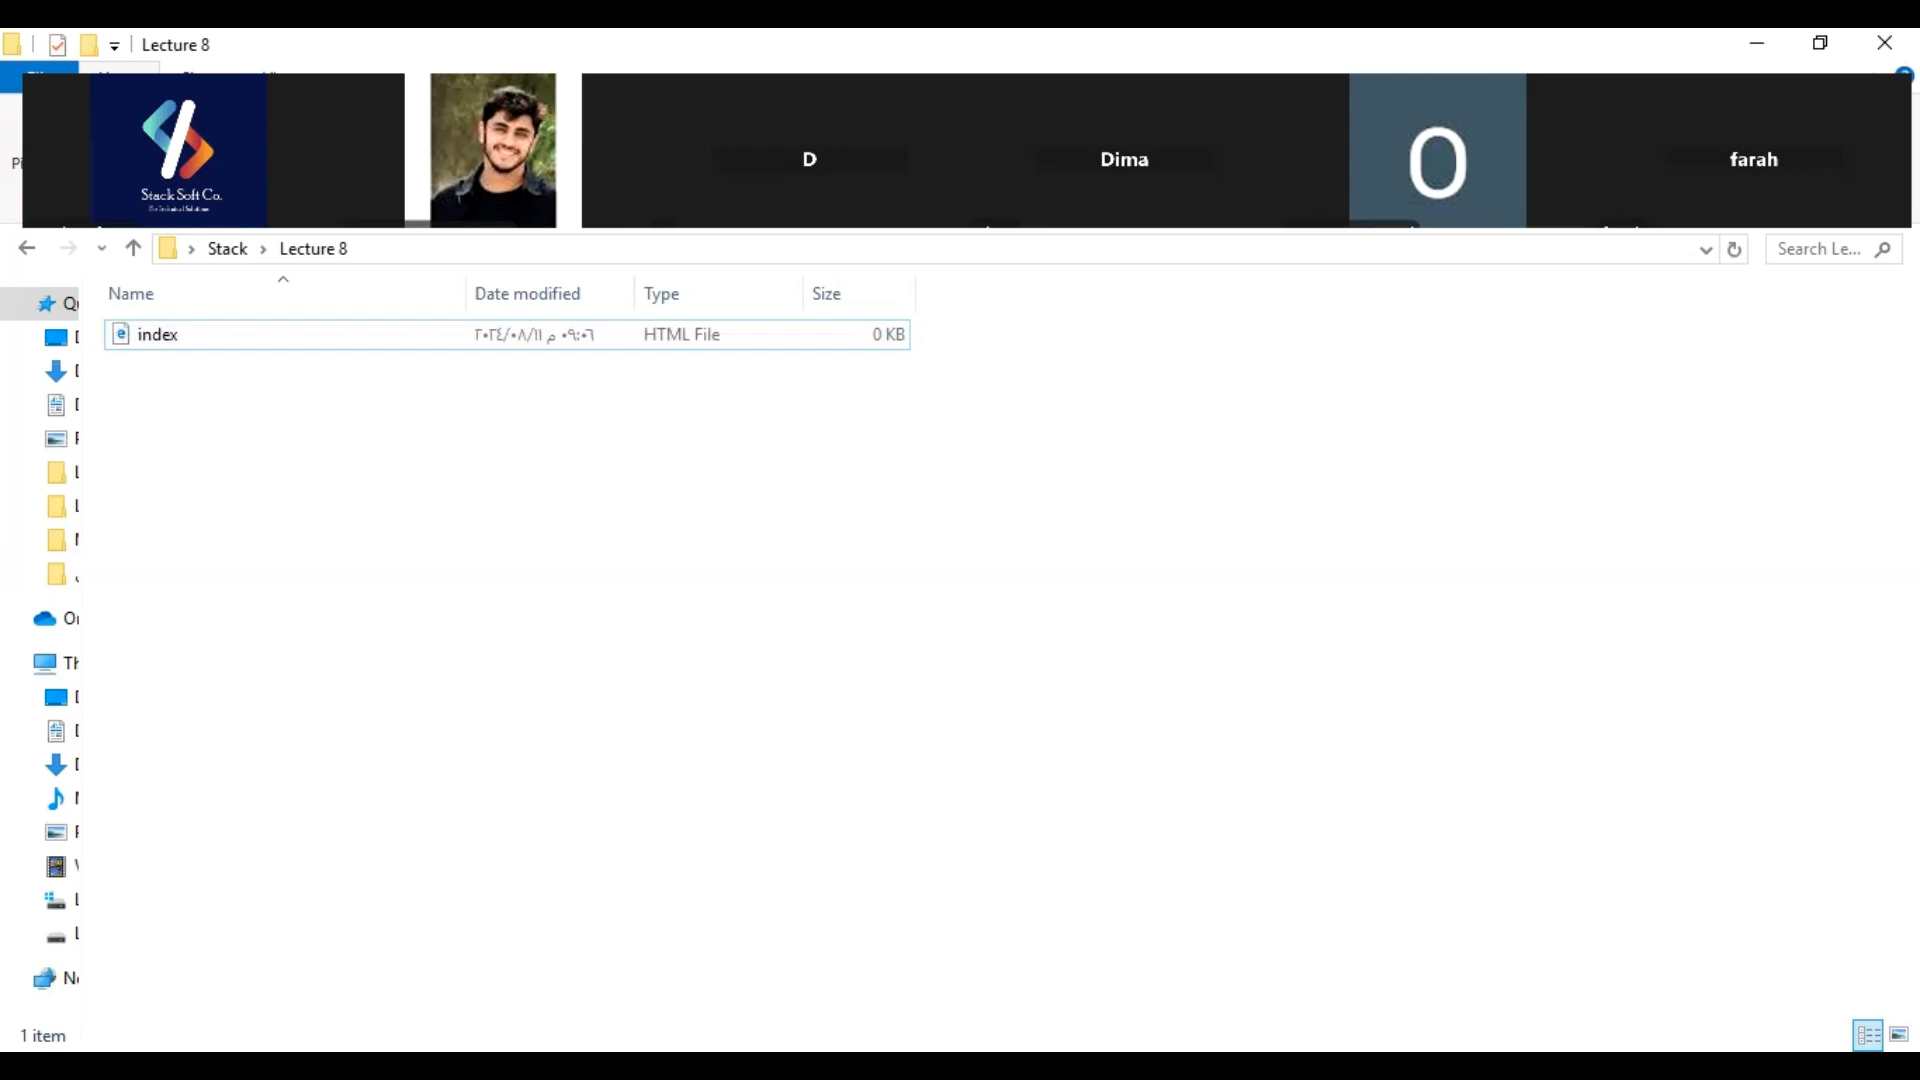 Lecture 8
Stack Soft Co.
D
Dima
O
farah
Stack
Lecture 8
Search Le...
Name
Date modified
Type
Size
index
٢٠٢٤/٠٨/١١ م ٠٩:٠٦
HTML File
0 KB
1 item